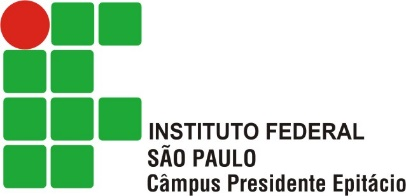 INSTITUTO FEDERAL
SÃO PAULO
Câmpus Presidente Epitácio